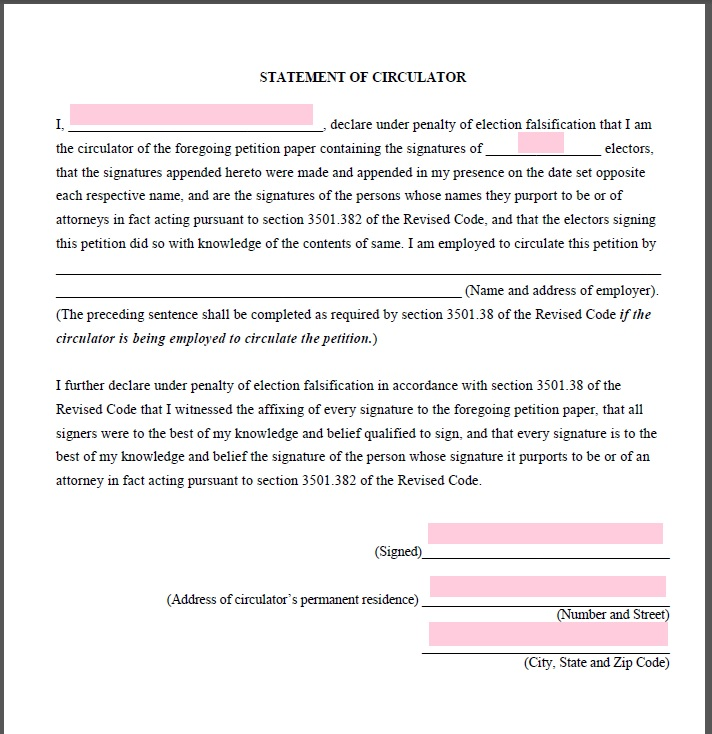 STATEMENT OF CIRCULATOR
I, ______________________________________, declare under penalty of election falsification that I am
the circulator of the foregoing petition paper containing the signatures of _________________ electors,
that the signatures appended hereto were made and appended in my presence on the date set opposite
each respective name, and are the signatures of the persons whose names they purport to be or of
attorneys in fact acting pursuant to section 3501.382 of the Revised Code, and that the electors signing
this petition did so with knowledge of the contents of same. I am employed to circulate this petition by
(Name and address of employer).
(The preceding sentence shall be completed as required by section 3501.38 of the Revised Code if the
circulator is being employed to circulate the petition.)
I further declare under penalty of election falsification in accordance with section 3501.38 of the
Revised Code that I witnessed the affixing of every signature to the foregoing petition paper, that all
signers were to the best of my knowledge and belief qualified to sign, and that every signature is to the
best of my knowledge and belief the signature of the person whose signature it purports to be or of an
attorney in fact acting pursuant to section 3501.382 of the Revised Code.
(Signed)
(Address of circulator's permanent residence)
(Number and Street)
(City, State and Zip Code)